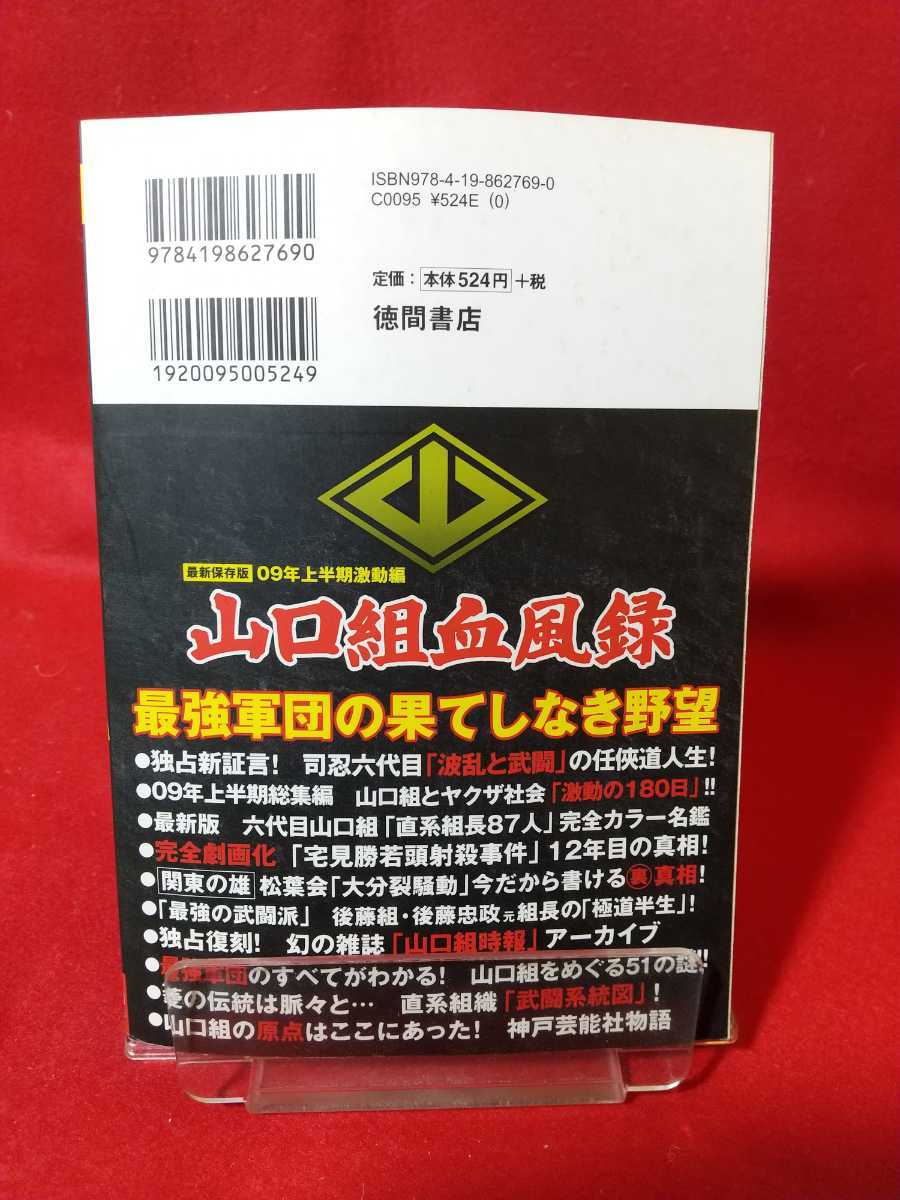 ISBN978-4-19-862769-0
C0095 ¥524E (0)
9784198627690
定価：本体524円+税
徳間書店
1920095005249
最新保存版 09年上半期激動編
山口組血風録
最強軍団の果てしなき野望
●独占新証言! 司忍六代目「波乱と武闘」の任俠道人生!
●09年上半期総集編 山口組とヤクザ社会「激動の180日」!!
●最新版 六代目山口組「直系組長87人」完全カラー名鑑
●完全劇画化 「宅見勝若頭射殺事件」12年目の真相!
●関東の雄 松葉会「大分裂騒動」今だから書ける㊙真相!
●「最強の武闘派」 後藤組・後藤忠政元組長の「極道半生」!
●独占復刻! 幻の雑誌「山口組時報」アーカイブ
●最強軍団のすべてがわかる! 山口組をめぐる51の謎!!
●菱の伝統は脈々と… 直系組織「武闘系統図」!
●山口組の原点はここにあった! 神戸芸能社物語